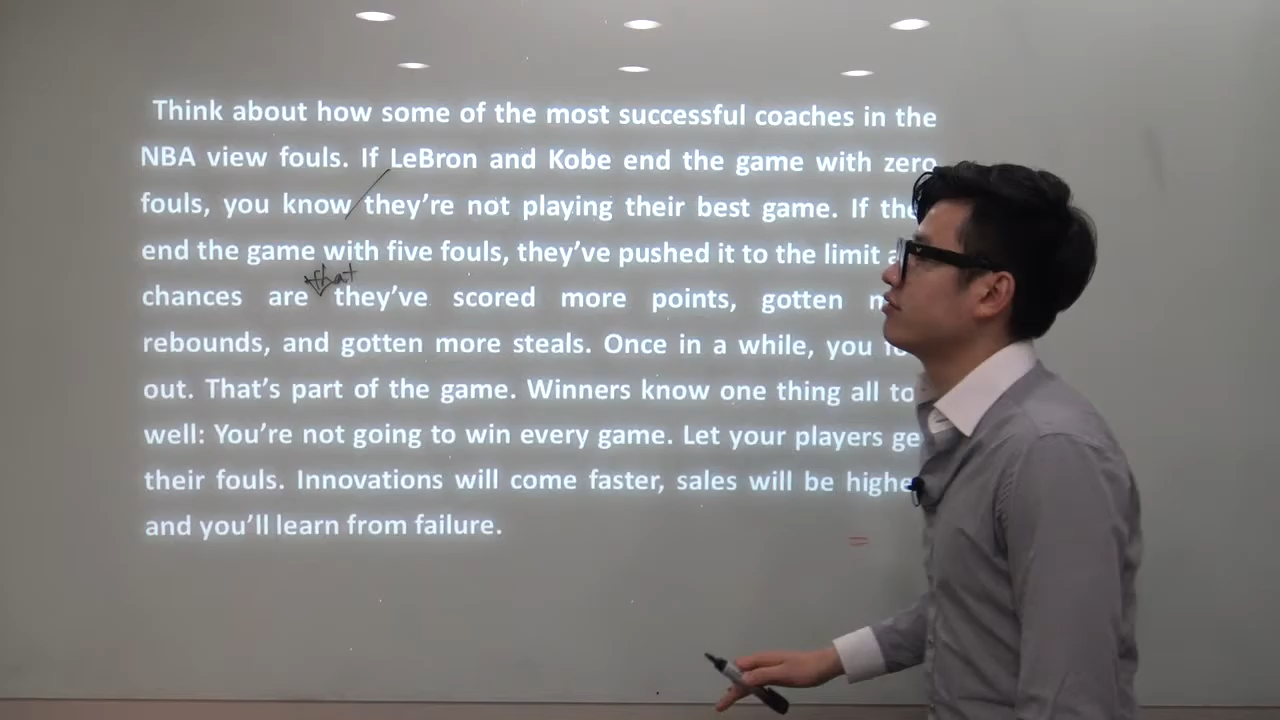 Think about how some of the most successful coaches in the
NBA view fouls. If LeBron and Kobe end the game with zero
fouls, you know they're not playing their best game. If
end the game with five fouls, they've pushed it to the limit
that
chances are they've scored more points, gotten
rebounds, and gotten more steals. Once in a while, you
out. That's part of the game. Winners know one thing all
well: You're not going to win every game. Let your players
their fouls. Innovations will come faster, sales will be
and you'll learn from failure.